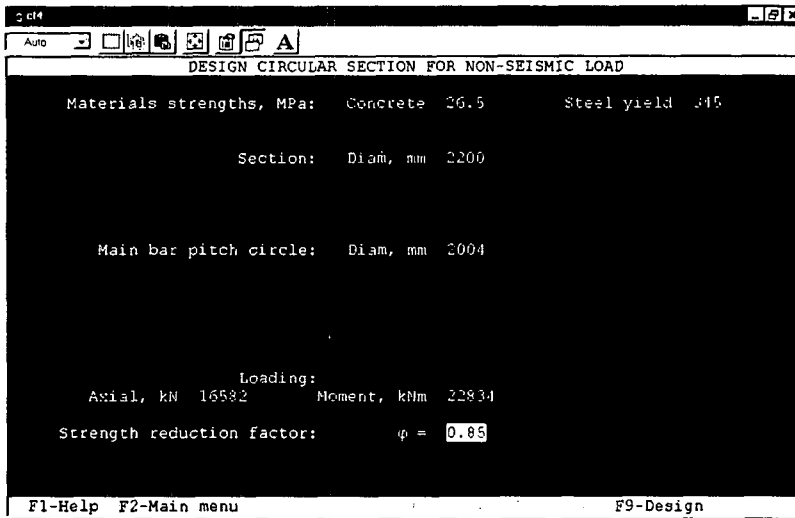 Auto
A
DESIGN CIRCULAR SECTION FOR NON-SEISMIC LOAD
Materials strengths, MPa: Concrete 26.5 Steel yield 345
Section: Diam, mm 2200
Main bar pitch circle: Diam, mm 2004
Loading:
Axial, kN 16582 Moment, kNm 22834
Strength reduction factor: φ = 0.85
F1-Help F2-Main menu F9-Design